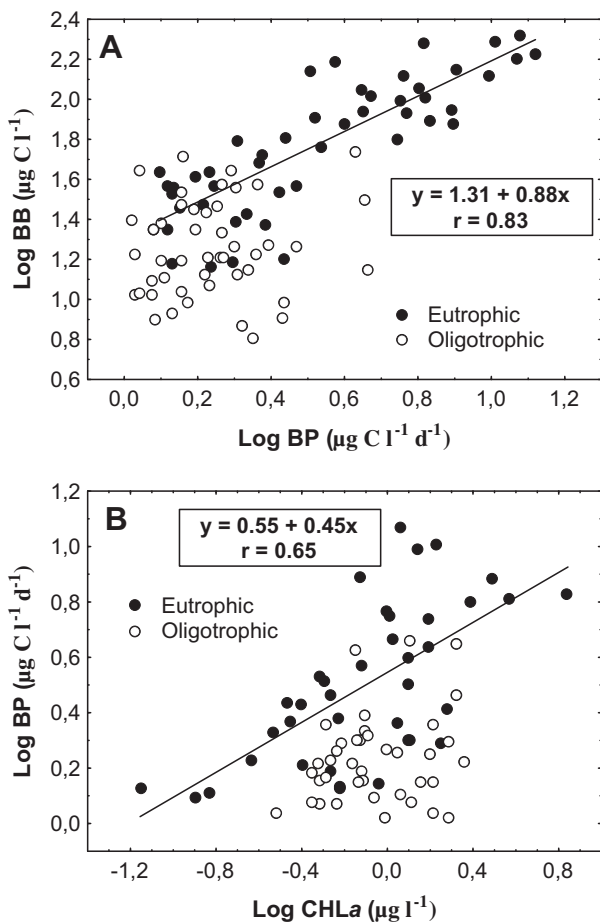 A
Log BB (µg C l⁻¹)
2,4
2,2
2,0
1,8
1,6
1,4
1,2
1,0
0,8
0,6
y = 1.31 + 0.88x
r = 0.83
Eutrophic
Oligotrophic
0,0 0,2 0,4 0,6 0,8 1,0 1,2
Log BP (µg C l⁻¹ d⁻¹)
B
Log BP (µg C l⁻¹ d⁻¹)
1,2
1,0
0,8
0,6
0,4
0,2
0,0
y = 0.55 + 0.45x
r = 0.65
Eutrophic
Oligotrophic
-1,2 -0,8 -0,4 0,0 0,4 0,8
Log CHLa (µg l⁻¹)